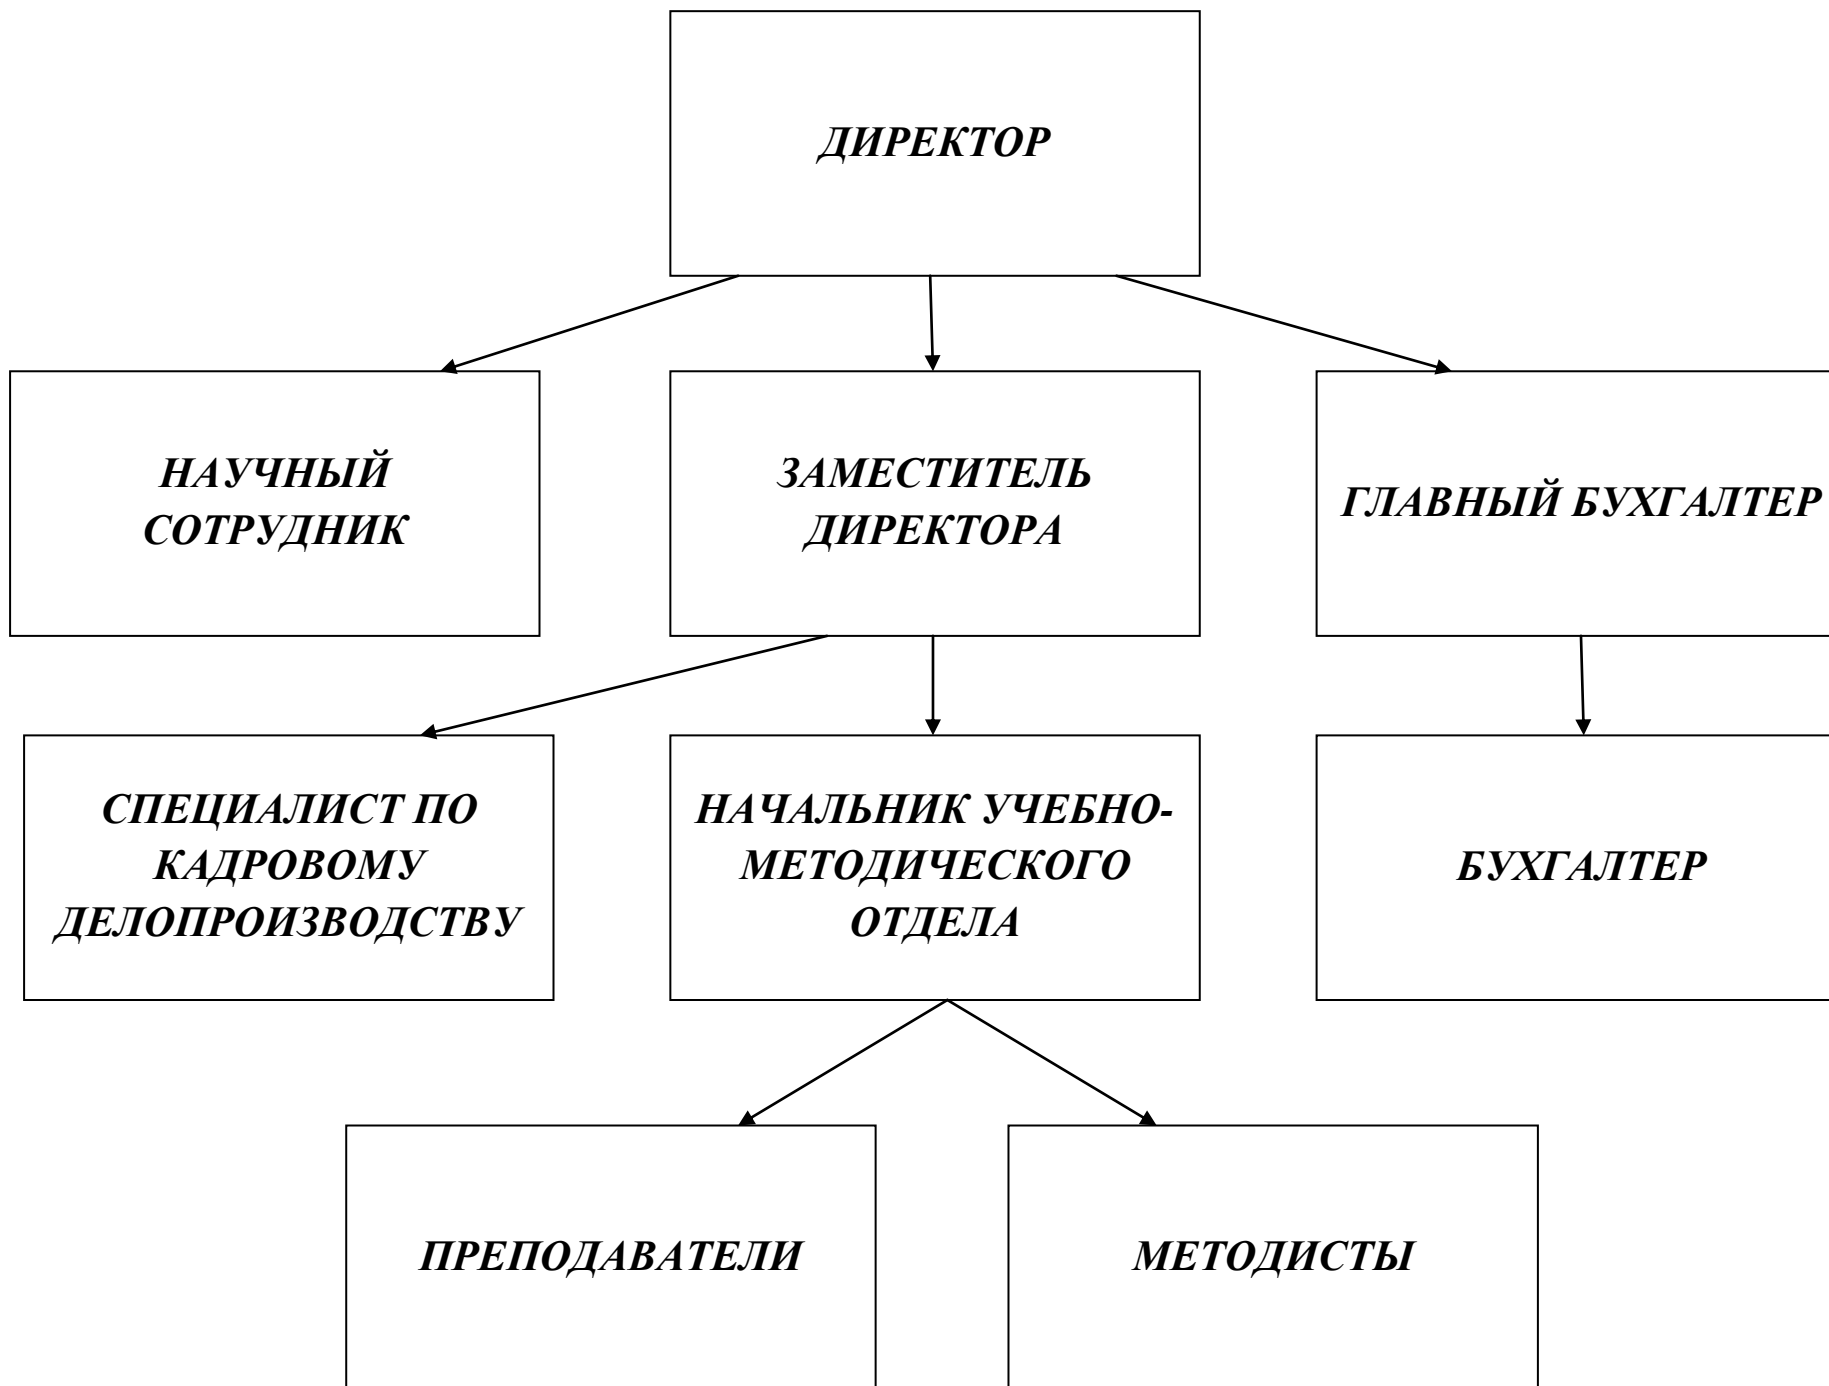 ДИРЕКТОР
НАУЧНЫЙ
СОТРУДНИК
ЗАМЕСТИТЕЛЬ
ДИРЕКТОРА
ГЛАВНЫЙ БУХГАЛТЕР
СПЕЦИАЛИСТ ПО
КАДРОВОМУ
ДЕЛОПРОИЗВОДСТВУ
НАЧАЛЬНИК УЧЕБНО-
МЕТОДИЧЕСКОГО
ОТДЕЛА
БУХГАЛТЕР
ПРЕПОДАВАТЕЛИ
МЕТОДИСТЫ